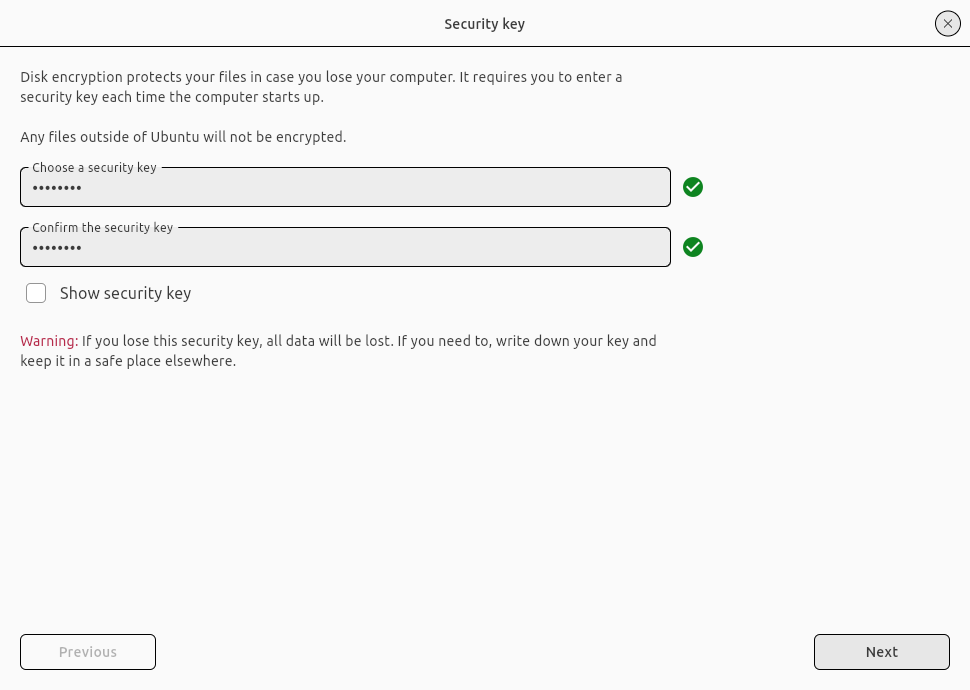 Security key
Disk encryption protects your files in case you lose your computer. It requires you to enter a
security key each time the computer starts up.
Any files outside of Ubuntu will not be encrypted.
Choose a security key
••••••••
Confirm the security key
••••••••
Show security key
Warning: If you lose this security key, all data will be lost. If you need to, write down your key and
keep it in a safe place elsewhere.
Previous
Next